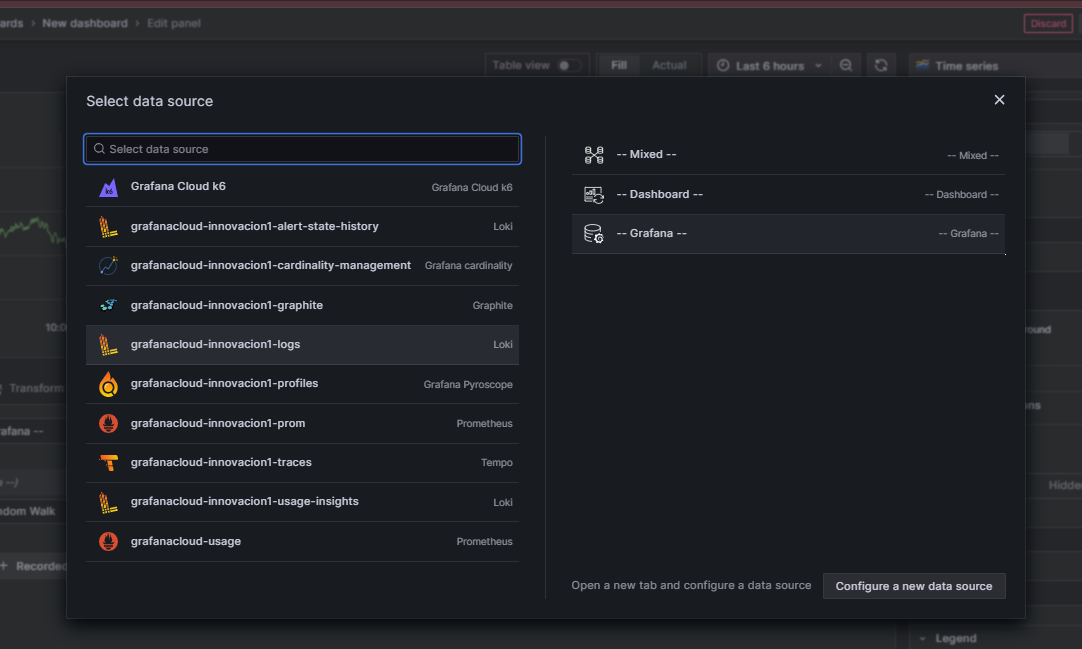 ards › New dashboard › Edit panel
Discard
Table view
Fill
Actual
Last 6 hours
Time series
Select data source
Select data source
Grafana Cloud k6
Grafana Cloud k6
grafanacloud-innovacion1-alert-state-history
Loki
grafanacloud-innovacion1-cardinality-management
Grafana cardinality
grafanacloud-innovacion1-graphite
Graphite
grafanacloud-innovacion1-logs
Loki
grafanacloud-innovacion1-profiles
Grafana Pyroscope
grafanacloud-innovacion1-prom
Prometheus
grafanacloud-innovacion1-traces
Tempo
grafanacloud-innovacion1-usage-insights
Loki
grafanacloud-usage
Prometheus
-- Mixed --
-- Mixed --
-- Dashboard --
-- Dashboard --
-- Grafana --
-- Grafana --
Open a new tab and configure a data source
Configure a new data source
10:0
Transform
rafana --
--)
ndom Walk
+ Recorded
round
ons
Hidde
Legend